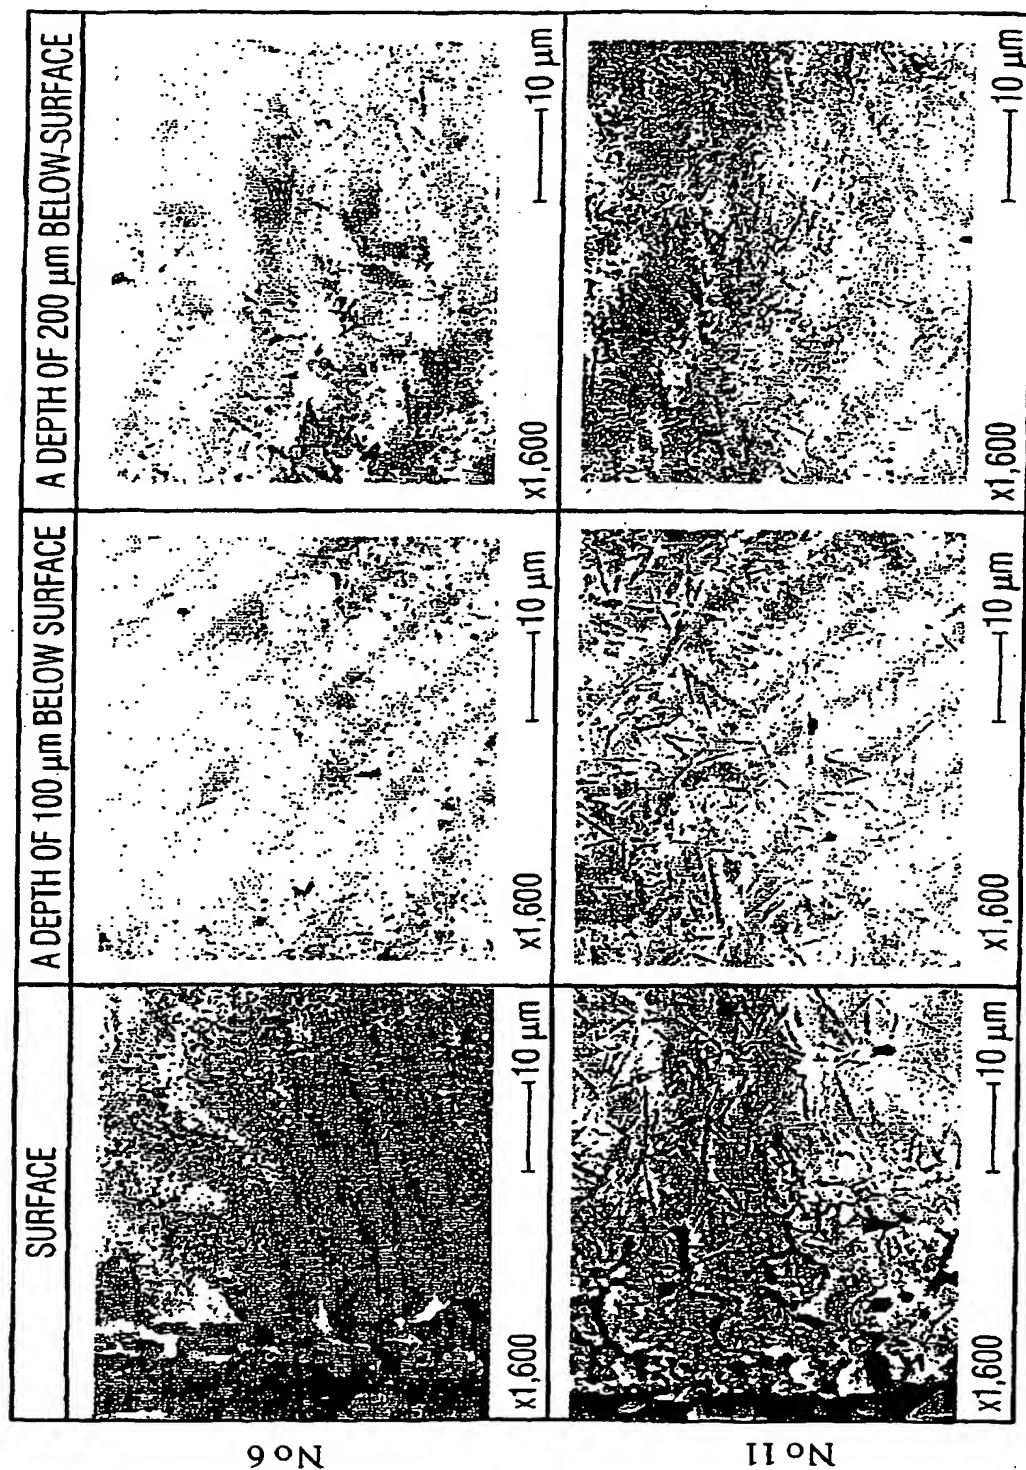 SURFACE
A DEPTH OF 100 μm BELOW SURFACE
A DEPTH OF 200 μm BELOW-SURFACE
No 6
x1,600
10 μm
x1,600
10 μm
x1,600
10 μm
No 11
x1,600
10 μm
x1,600
10 μm
x1,600
10 μm